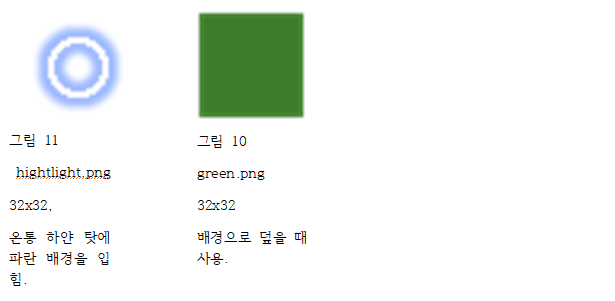 그림 11
hightlight.png
32x32,
온통 하얀 탓에
파란 배경을 입
힘.
그림 10
green.png
32x32
배경으로 덮을 때
사용.